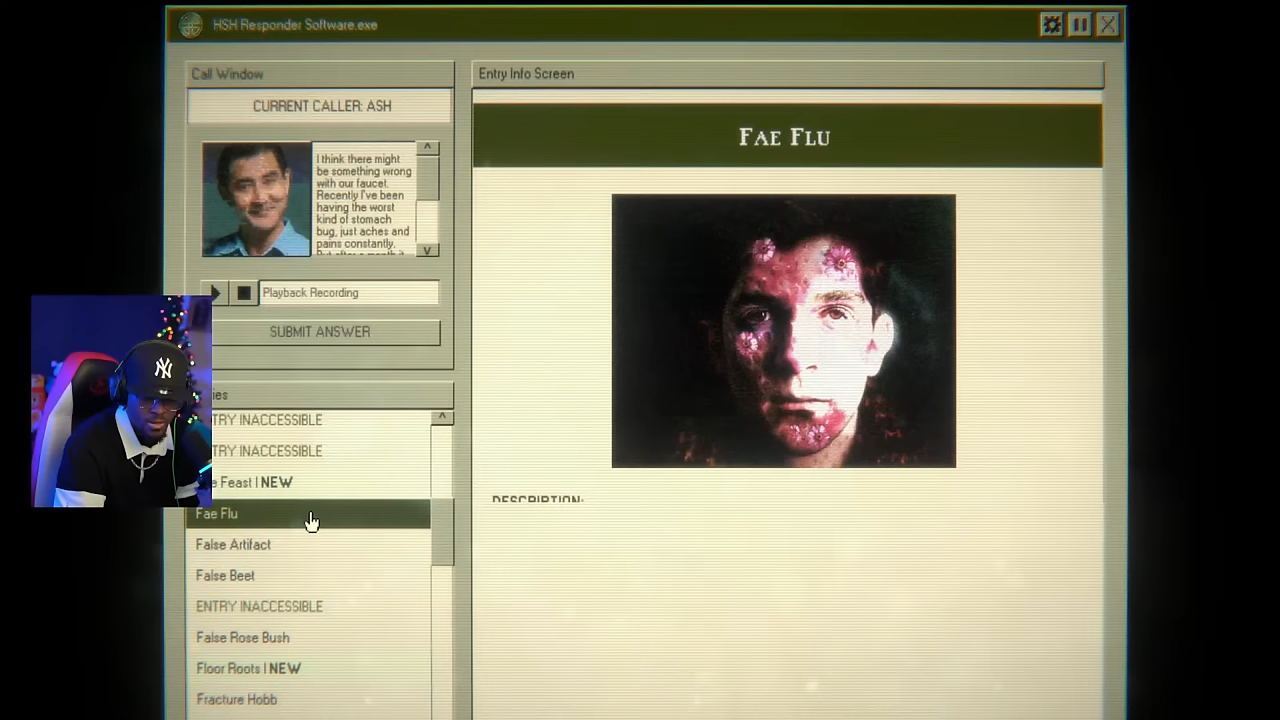 HSH Responder Software.exe
Call Window
CURRENT CALLER: ASH
I think there might
be something wrong
with our faucet.
Recently I've been
having the worst
kind of stomach
bug, just aches and
pains constantly.
Playback Recording
SUBMIT ANSWER
ENTRY INACCESSIBLE
ENTRY INACCESSIBLE
Feast | NEW
Fae Flu
False Artifact
False Beet
ENTRY INACCESSIBLE
False Rose Bush
Floor Roots | NEW
Fracture Hobb
Entry Info Screen
FAE FLU
DESCRIPTION:
NY